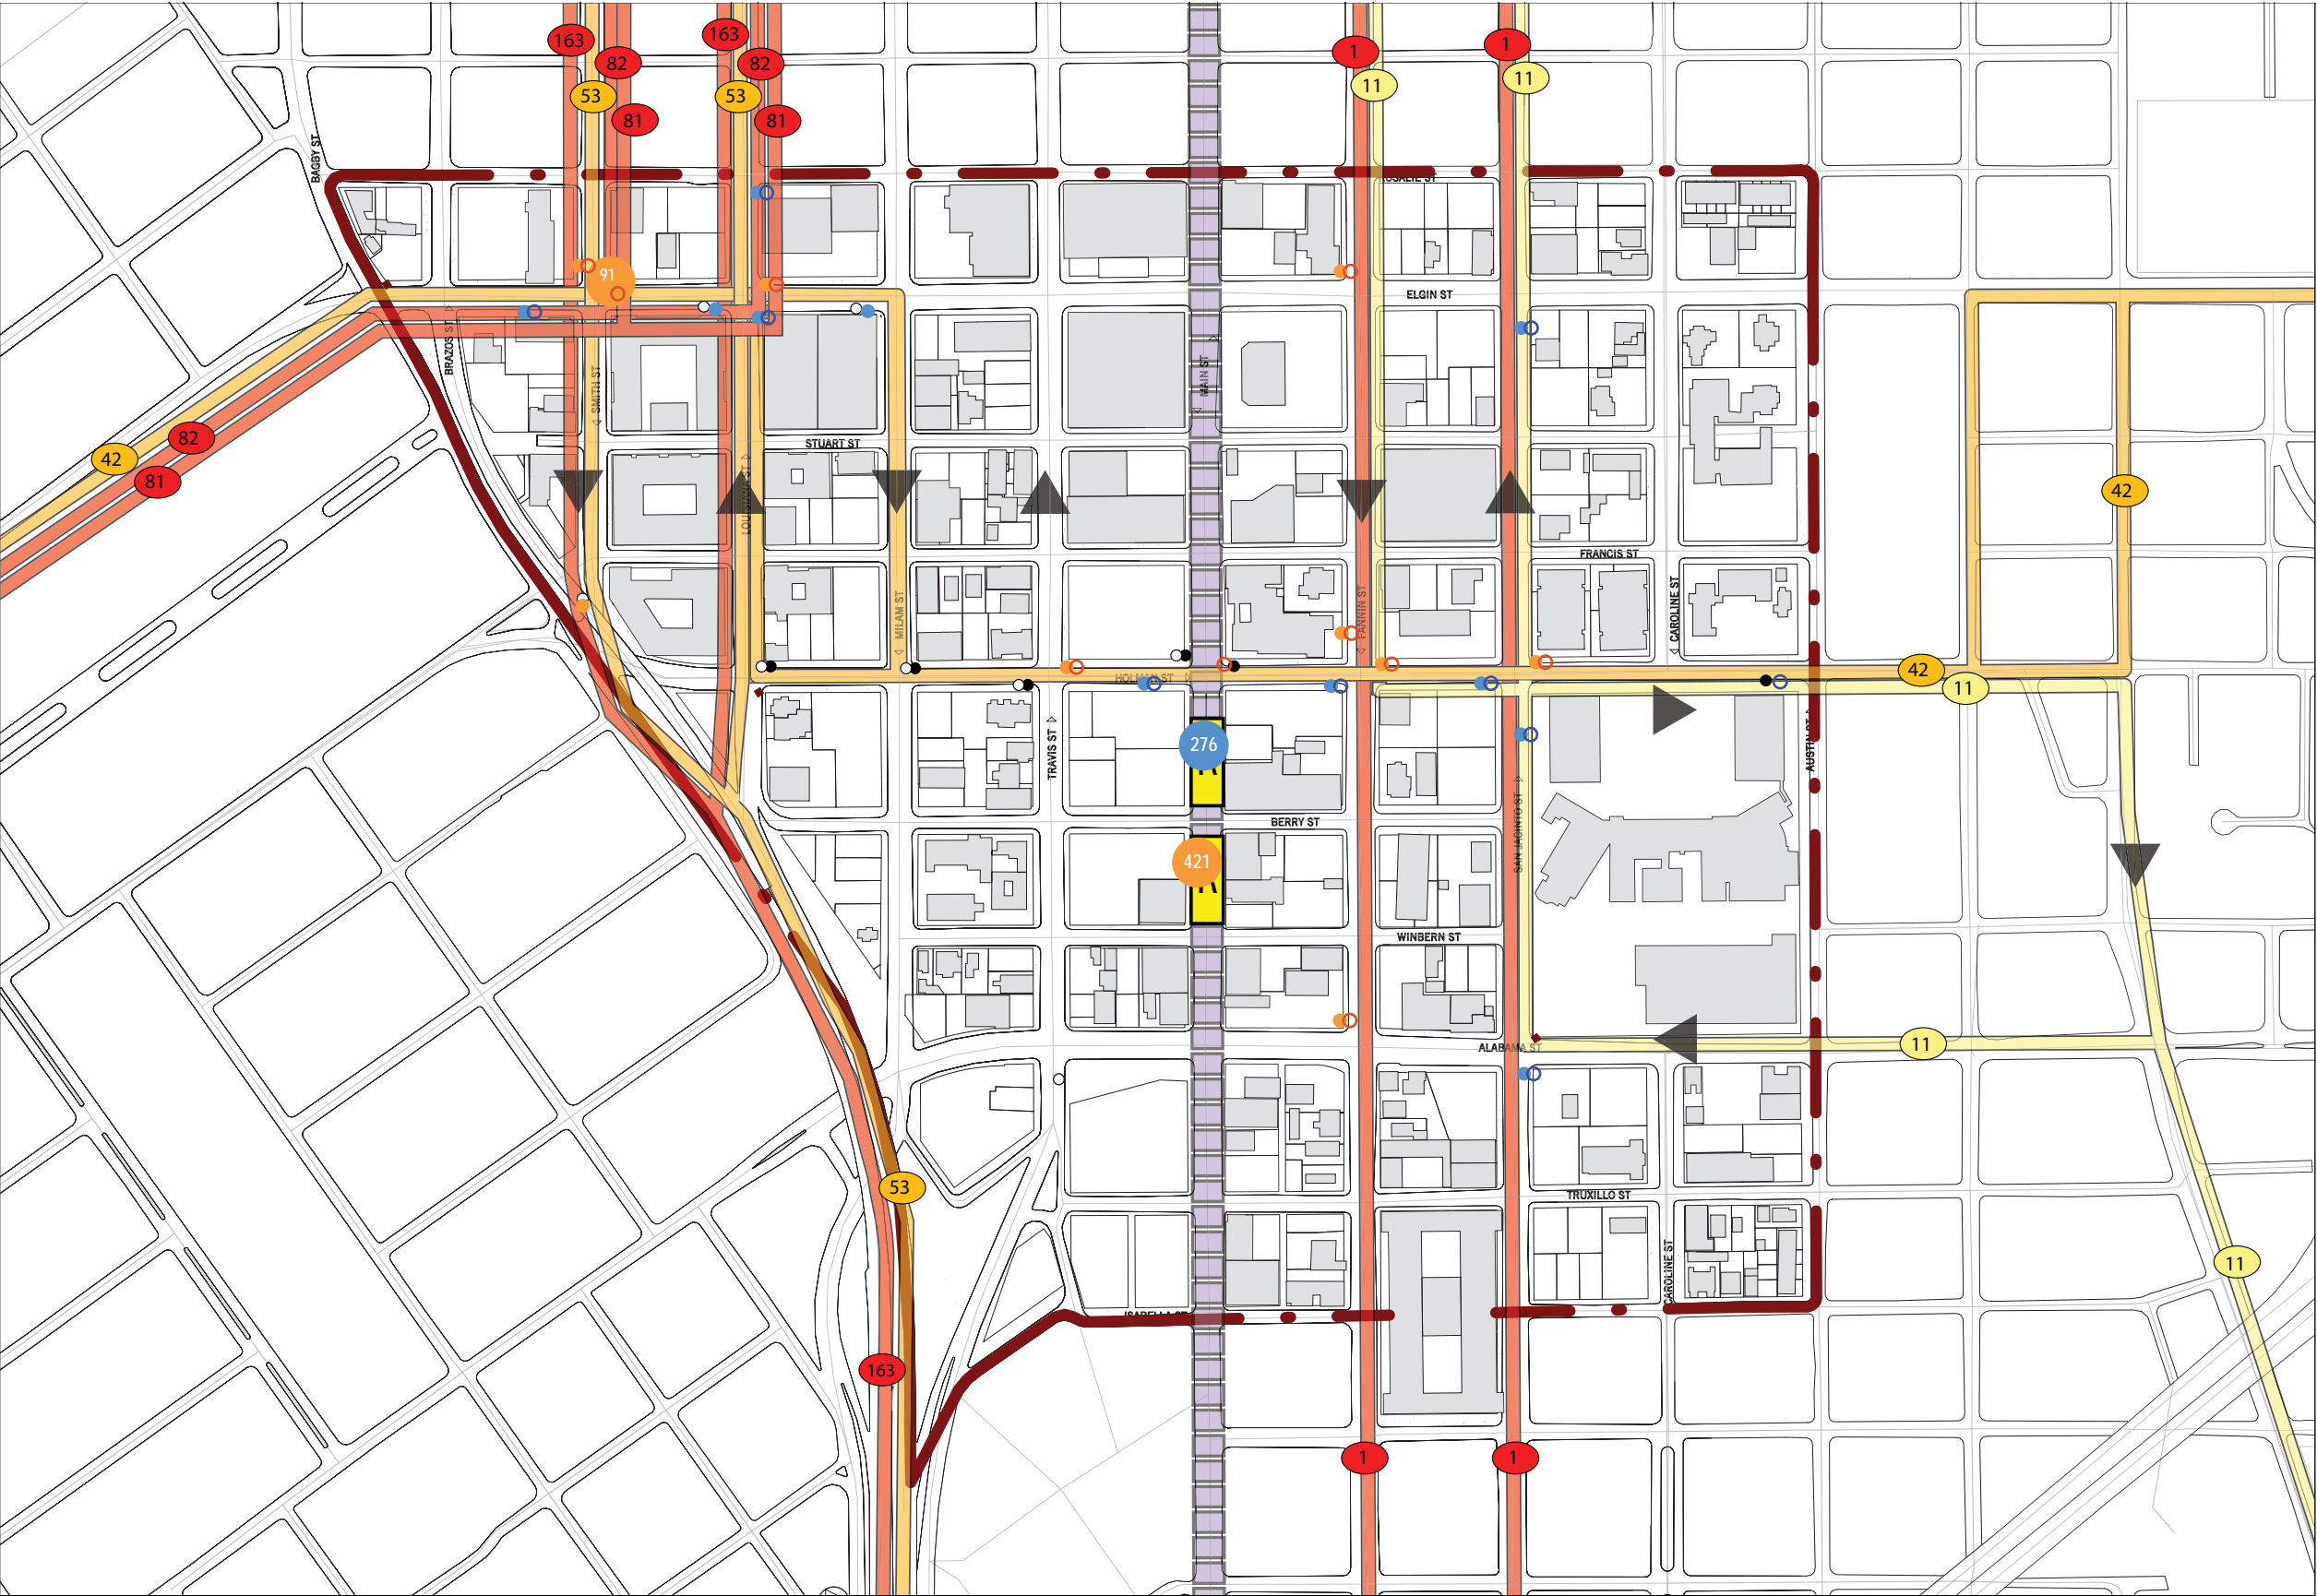 163
163
1
1
82
82
11
11
53
53
81
81
BAGBY ST
91
ELGIN ST
BRAZOS ST
MAIN ST
SMITH ST
82
STUART ST
42
81
42
LOUISIANA ST
FRANCIS ST
MILAM ST
FANNIN ST
CAROLINE ST
HOLMAN ST
42
11
TRAVIS ST
AUSTIN ST
276
BERRY ST
SAN JACINTO ST
421
WINBERN ST
ALABAMA ST
11
53
TRUXILLO ST
11
CAROLINE ST
ISABELLA ST
163
1
1